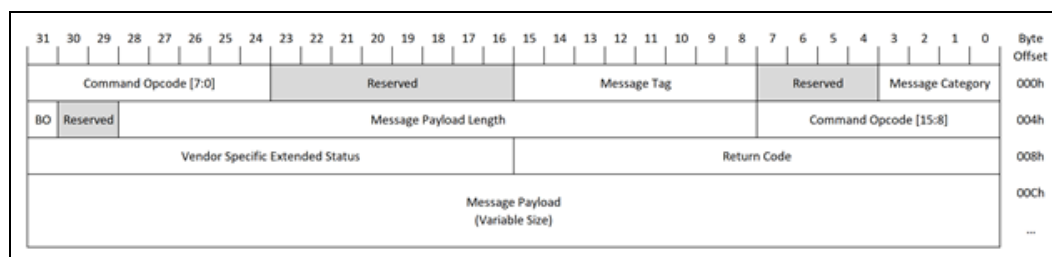 31 30 29 28 27 26 25 24 23 22 21 20 19 18 17 16 15 14 13 12 11 10 9 8 7 6 5 4 3 2 1 0 Byte
Offset
Command Opcode [7:0] Reserved Message Tag Reserved Message Category 000h
BO Reserved Message Payload Length Command Opcode [15:8] 004h
Vendor Specific Extended Status Return Code 008h
00Ch
Message Payload
(Variable Size)
...